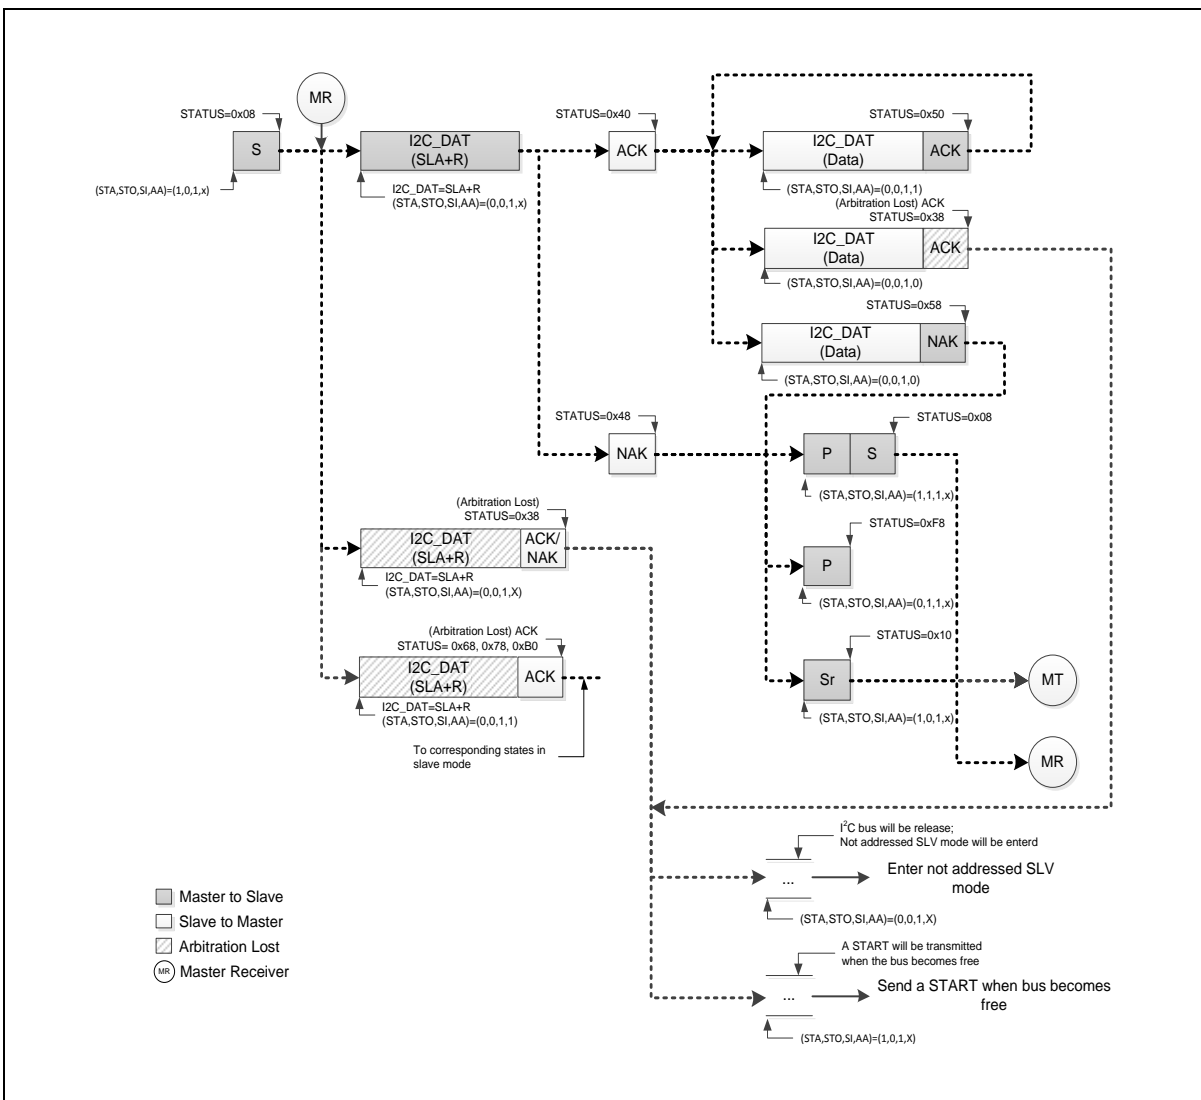 MR
STATUS=0x08
STATUS=0x40
STATUS=0x50
S
I2C_DAT
(SLA+R)
ACK
I2C_DAT
(Data)
ACK
(STA,STO,SI,AA)=(1,0,1,x)
I2C_DAT=SLA+R
(STA,STO,SI,AA)=(0,0,1,x)
(STA,STO,SI,AA)=(0,0,1,1)
(Arbitration Lost) ACK
STATUS=0x38
I2C_DAT
(Data)
ACK
(STA,STO,SI,AA)=(0,0,1,0)
STATUS=0x58
I2C_DAT
(Data)
NAK
(STA,STO,SI,AA)=(0,0,1,0)
STATUS=0x48
STATUS=0x08
NAK
P
S
(STA,STO,SI,AA)=(1,1,1,x)
(Arbitration Lost)
STATUS=0x38
I2C_DAT
(SLA+R)
ACK/
NAK
I2C_DAT=SLA+R
(STA,STO,SI,AA)=(0,0,1,X)
STATUS=0xF8
P
(STA,STO,SI,AA)=(0,1,1,x)
(Arbitration Lost) ACK
STATUS= 0x68, 0x78, 0xB0
I2C_DAT
(SLA+R)
ACK
I2C_DAT=SLA+R
(STA,STO,SI,AA)=(0,0,1,1)
To corresponding states in
slave mode
STATUS=0x10
Sr
(STA,STO,SI,AA)=(1,0,1,x)
MT
MR
I²C bus will be release;
Not addressed SLV mode will be enterd
...
Enter not addressed SLV
mode
(STA,STO,SI,AA)=(0,0,1,X)
A START will be transmitted
when the bus becomes free
...
Send a START when bus becomes
free
(STA,STO,SI,AA)=(1,0,1,X)
Master to Slave
Slave to Master
Arbitration Lost
MR Master Receiver